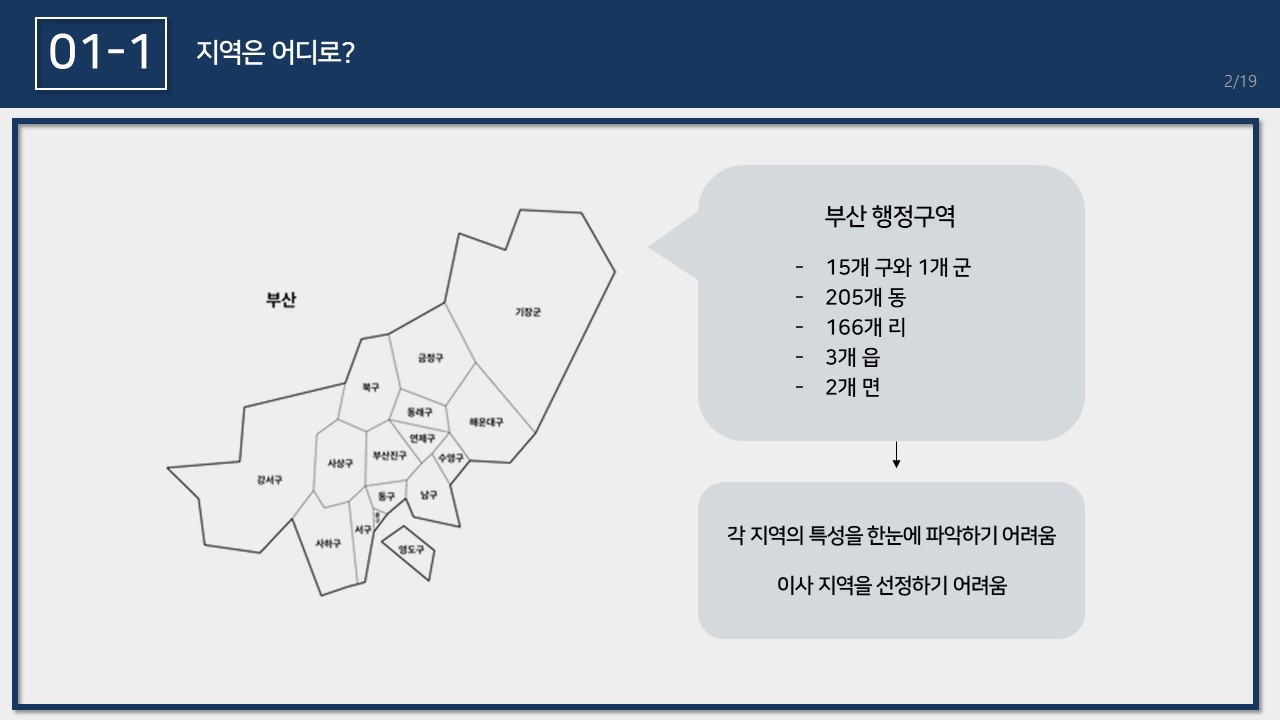 01-1
지역은 어디로?
2/19
부산
기장군
금정구
북구
동래구
해운대구
연제구
수영구
부산진구
사상구
강서구
동구
남구
서구
사하구
영도구
부산 행정구역
- 15개 구와 1개 군
- 205개 동
- 166개 리
- 3개 읍
- 2개 면
각 지역의 특성을 한눈에 파악하기 어려움
이사 지역을 선정하기 어려움